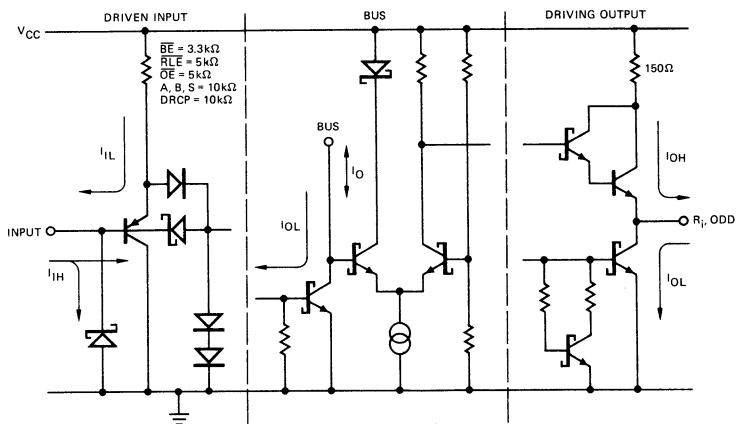 DRIVEN INPUT
BUS
DRIVING OUTPUT
VCC
BE = 3.3kΩ
RLE = 5kΩ
OE = 5kΩ
A, B, S = 10kΩ
DRCP = 10kΩ
150Ω
BUS
IIL
IO
IOH
IOL
INPUT
Ri, ODD
IIH
IOL